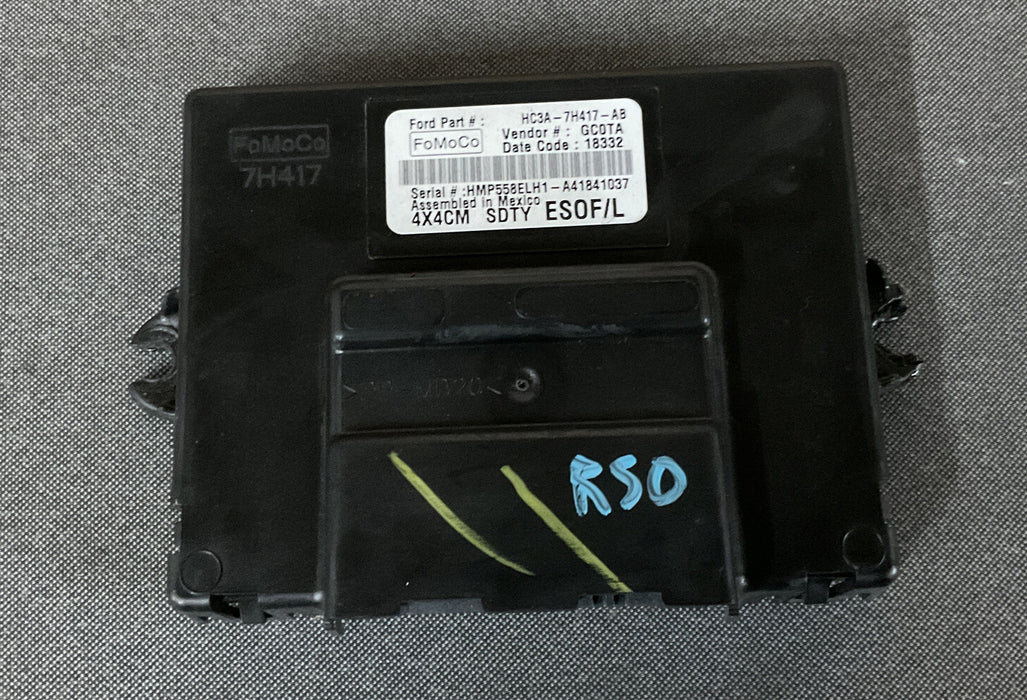 Ford Part # : HC3A-7H417-AB
FoMoCo Vendor # : GC0TA
Date Code : 18332
Serial # :HMP558ELH1-A41841037
Assembled in Mexico
4X4CM SDTY ESOF/L
FoMoCo
7H417
RSO